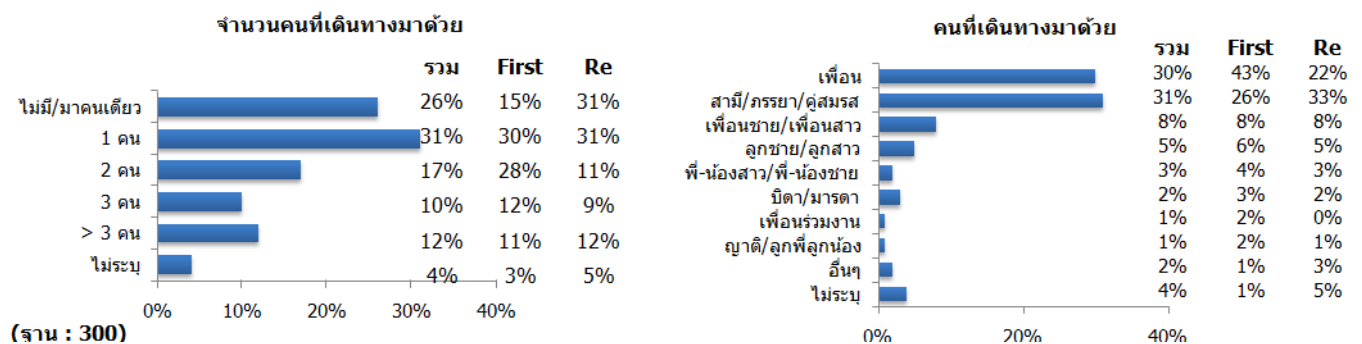 จำนวนคนที่เดินทางมาด้วย
รวม First Re
ไม่มี/มาคนเดียว 26% 15% 31%
1 คน 31% 30% 31%
2 คน 17% 28% 11%
3 คน 10% 12% 9%
> 3 คน 12% 11% 12%
ไม่ระบุ 4% 3% 5%
0% 10% 20% 30% 40%
(ฐาน : 300)
คนที่เดินทางมาด้วย
รวม First Re
เพื่อน 30% 43% 22%
สามี/ภรรยา/คู่สมรส 31% 26% 33%
เพื่อนชาย/เพื่อนสาว 8% 8% 8%
ลูกชาย/ลูกสาว 5% 6% 5%
พี่-น้องสาว/พี่-น้องชาย 3% 4% 3%
บิดา/มารดา 2% 3% 2%
เพื่อนร่วมงาน 1% 2% 0%
ญาติ/ลูกพี่ลูกน้อง 1% 2% 1%
อื่นๆ 2% 1% 3%
ไม่ระบุ 4% 1% 5%
0% 20% 40%